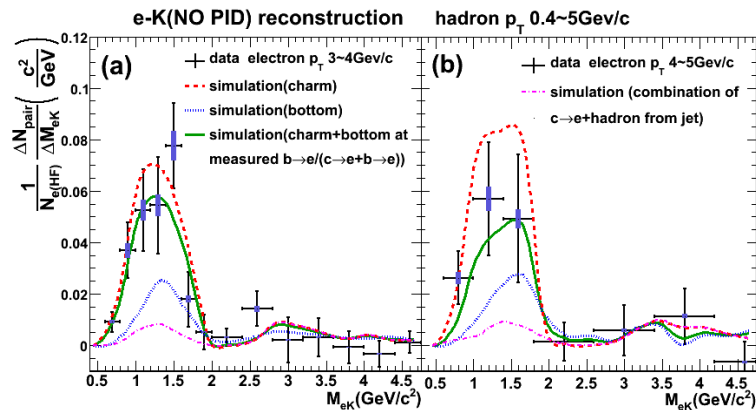 e-K(NO PID) reconstruction hadron p_T 0.4~5Gev/c
1/N_e(HF) ΔN_pair/ΔM_eK (c²/GeV)
0.12
0.1
0.08
0.06
0.04
0.02
0
(a)
data electron p_T 3~4Gev/c
simulation(charm)
simulation(bottom)
simulation(charm+bottom at
measured b→e/(c→e+b→e))
0.5 1 1.5 2 2.5 3 3.5 4 4.5
M_eK(GeV/c²)
(b)
data electron p_T 4~5Gev/c
simulation (combination of
c→e+hadron from jet)
0.5 1 1.5 2 2.5 3 3.5 4 4.5
M_eK(GeV/c²)